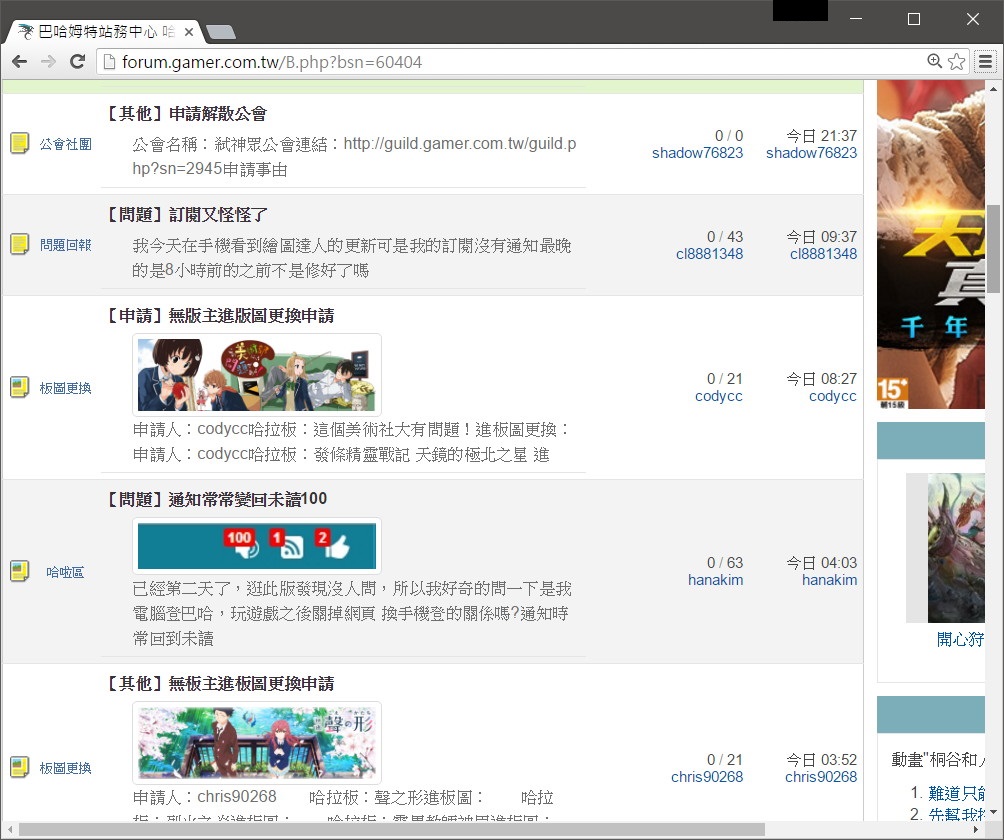 巴哈姆特站務中心 哈
forum.gamer.com.tw/B.php?bsn=60404
【其他】申請解散公會
公會社團
公會名稱：弒神眾公會連結：http://guild.gamer.com.tw/guild.p
hp?sn=2945申請事由
0 / 0
今日 21:37
shadow76823
shadow76823
【問題】訂閱又怪怪了
問題回報
我今天在手機看到繪圖達人的更新可是我的訂閱沒有通知最晚
的是8小時前的之前不是修好了嗎
0 / 43
今日 09:37
cl8881348
cl8881348
【申請】無版主進版圖更換申請
板圖更換
申請人：codycc哈拉板：這個美術社大有問題！進板圖更換：
申請人：codycc哈拉板：發條精靈戰記 天鏡的極北之星 進
0 / 21
今日 08:27
codycc
codycc
【問題】通知常常變回未讀100
100
1
2
哈啦區
已經第二天了，逛此版發現沒人問，所以我好奇的問一下是我
電腦登巴哈，玩遊戲之後關掉網頁 換手機登的關係嗎?通知時
常回到未讀
0 / 63
今日 04:03
hanakim
hanakim
【其他】無板主進板圖更換申請
聲の形
板圖更換
申請人：chris90268 哈拉板：聲之形進板圖： 哈拉
0 / 21
今日 03:52
chris90268
chris90268
千 年
15+
輔15級
開心狩
動畫"桐谷和人
1. 難道只能
2. 先幫我找